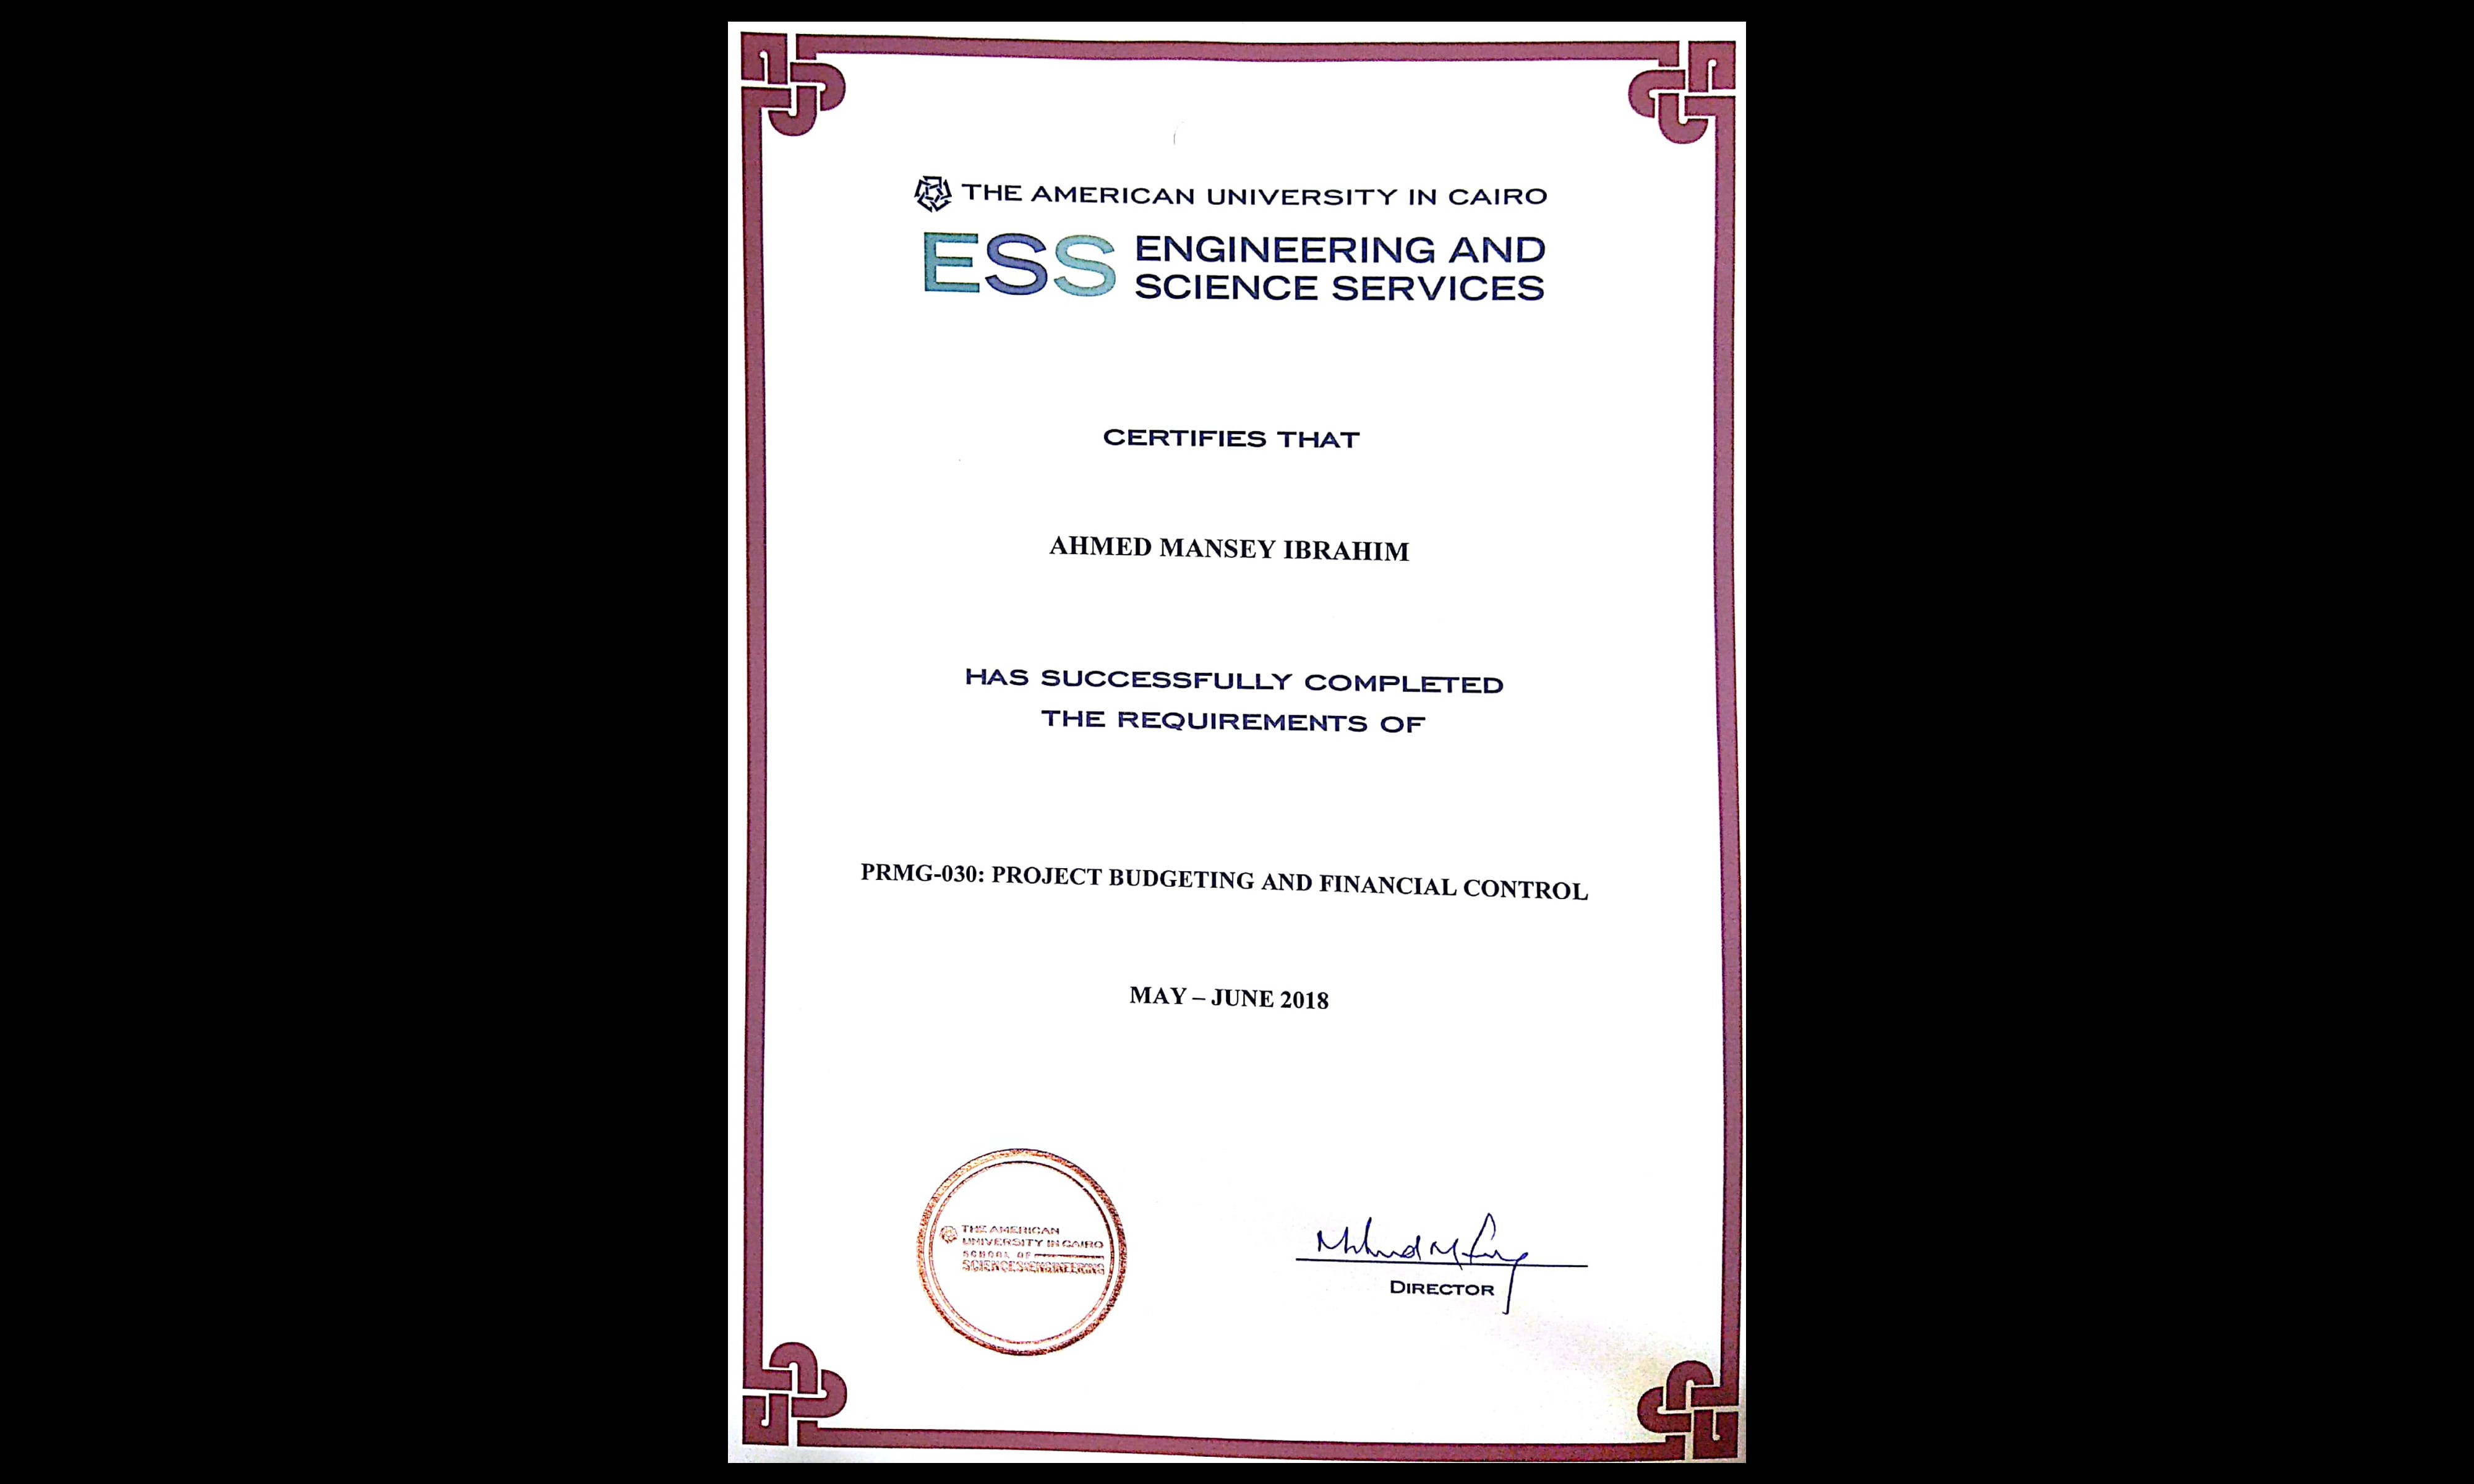 THE AMERICAN UNIVERSITY IN CAIRO
ESS ENGINEERING AND
SCIENCE SERVICES
CERTIFIES THAT
AHMED MANSEY IBRAHIM
HAS SUCCESSFULLY COMPLETED
THE REQUIREMENTS OF
PRMG-030: PROJECT BUDGETING AND FINANCIAL CONTROL
MAY – JUNE 2018
THE AMERICAN
UNIVERSITY IN CAIRO
SCHOOL OF
SCIENCES ENGINEERING
DIRECTOR